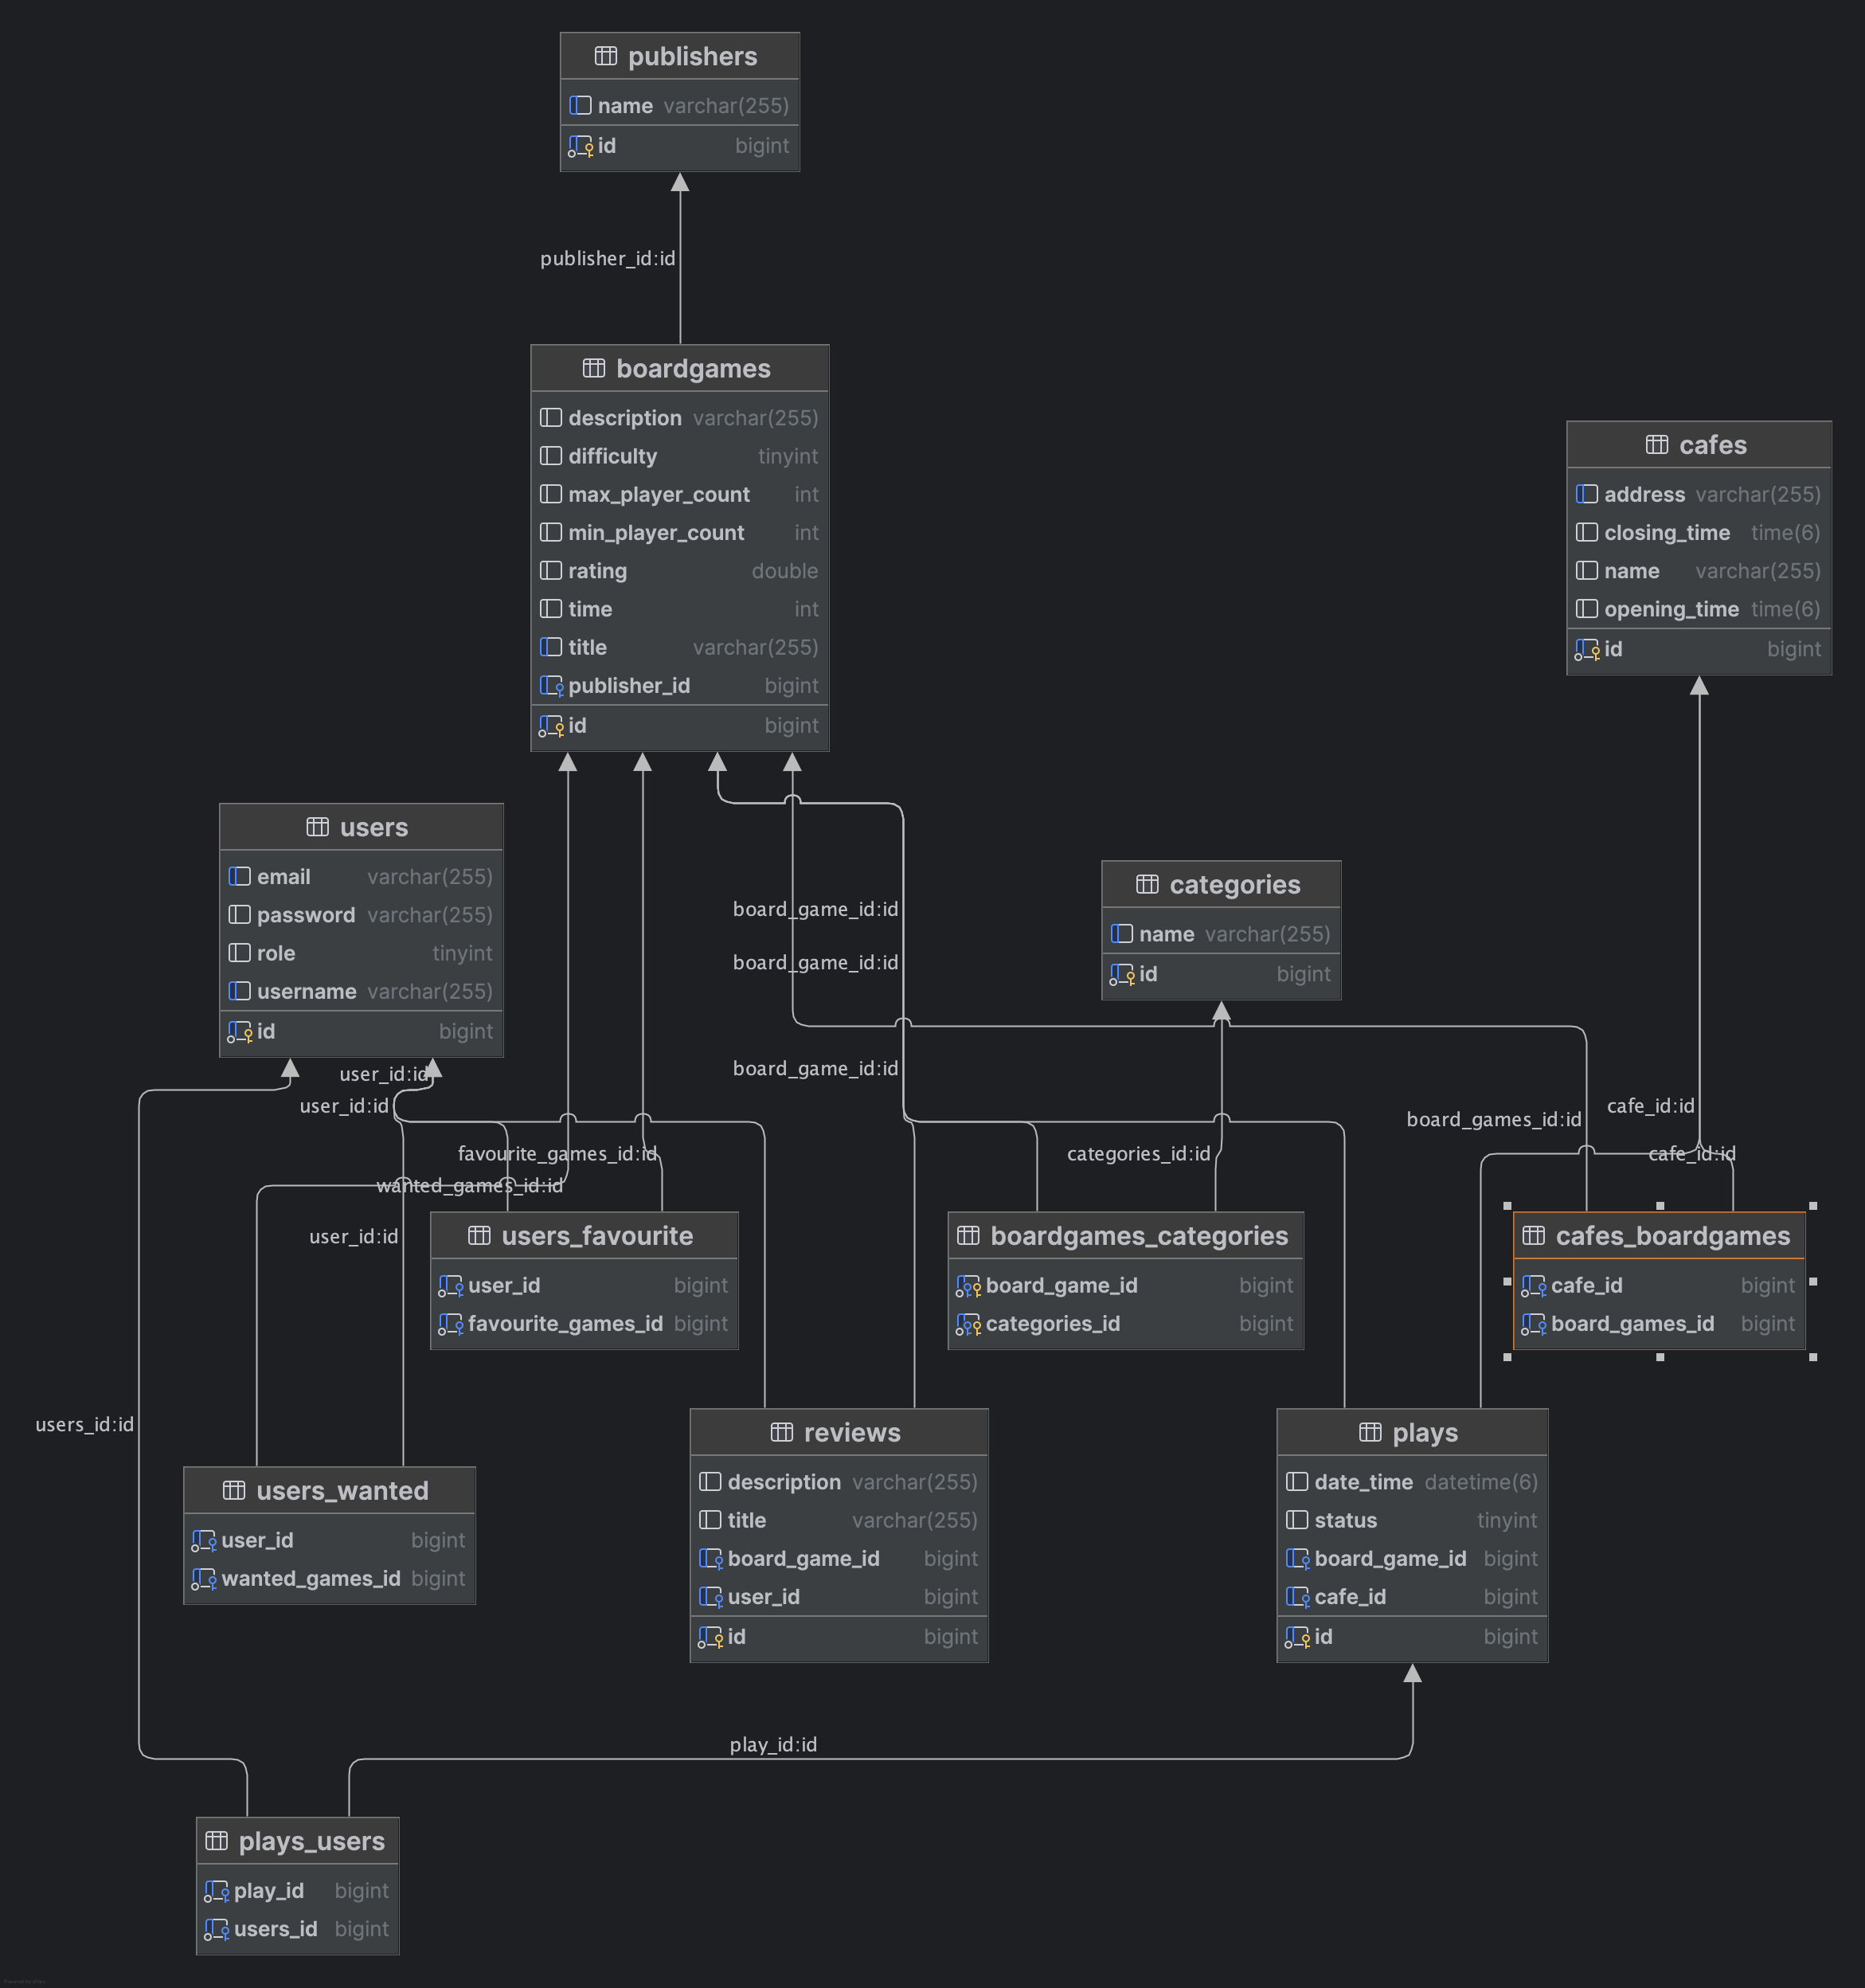 publishers
name varchar(255)
id bigint
publisher_id:id
boardgames
description varchar(255)
difficulty tinyint
max_player_count int
min_player_count int
rating double
time int
title varchar(255)
publisher_id bigint
id bigint
cafes
address varchar(255)
closing_time time(6)
name varchar(255)
opening_time time(6)
id bigint
users
email varchar(255)
password varchar(255)
role tinyint
username varchar(255)
id bigint
categories
name varchar(255)
id bigint
board_game_id:id
board_game_id:id
board_game_id:id
user_id:id
user_id:id
board_games_id:id
cafe_id:id
favourite_games_id:id
categories_id:id
cafe_id:id
wanted_games_id:id
user_id:id
users_favourite
user_id bigint
favourite_games_id bigint
boardgames_categories
board_game_id bigint
categories_id bigint
cafes_boardgames
cafe_id bigint
board_games_id bigint
users_id:id
users_wanted
user_id bigint
wanted_games_id bigint
reviews
description varchar(255)
title varchar(255)
board_game_id bigint
user_id bigint
id bigint
plays
date_time datetime(6)
status tinyint
board_game_id bigint
cafe_id bigint
id bigint
play_id:id
plays_users
play_id bigint
users_id bigint